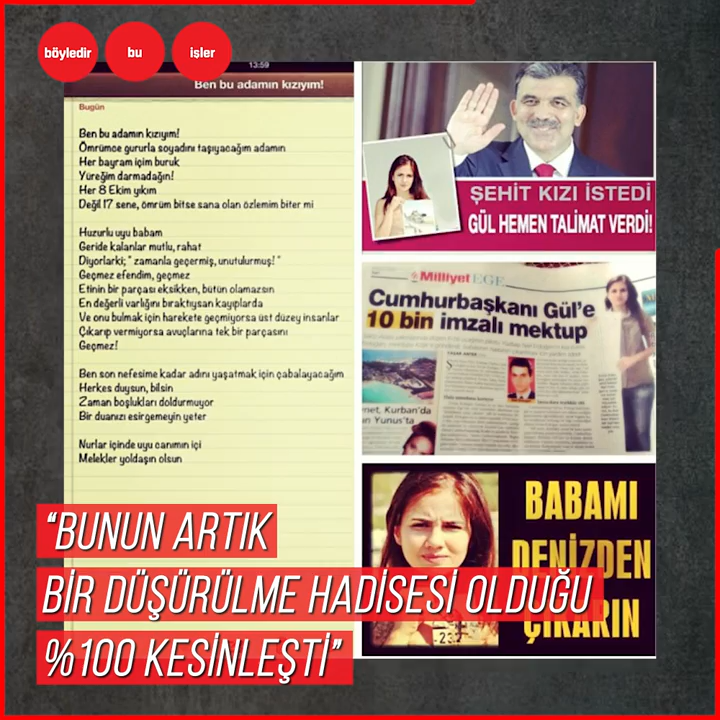 böyledir
bu
işler
13:59
Ben bu adamın kızıyım!
Bugün
Ben bu adamın kızıyım!
Ömrümce gururla soyadını taşıyacağım adamın
Her bayram içim buruk
Yüreğim darmadağın!
Her 8 Ekim yıkım
Değil 17 sene, ömrüm bitse sana olan özlemim biter mi
Huzurlu uyu babam
Geride kalanlar mutlu, rahat
Diyorlarki; " zamanla geçermiş, unutulurmuş! "
Geçmez efendim, geçmez
Etinin bir parçası eksikken, bütün olamazsın
En değerli varlığını bıraktıysan kayıplarda
Ve onu bulmak için harekete geçmiyorsa üst düzey insanlar
Çıkarıp vermiyorsa avuçlarına tek bir parçasını
Geçmez!
Ben son nefesime kadar adını yaşatmak için çabalayacağım
Herkes duysun, bilsin
Zaman boşlukları doldurmuyor
Bir duanızı esirgemeyin yeter
Nurlar içinde uyu canımın içi
Melekler yoldaşın olsun
ŞEHİT KIZI İSTEDİ
GÜL HEMEN TALİMAT VERDİ!
Milliyet EGE
Cumhurbaşkanı Gül'e
10 bin imzalı mektup
net, Kurban'da
an Yunus'ta
BABAMI
DENİZDEN
ÇIKARIN
“BUNUN ARTIK
BİR DÜŞÜRÜLME HADİSESİ OLDUĞU
%100 KESİNLEŞTİ”